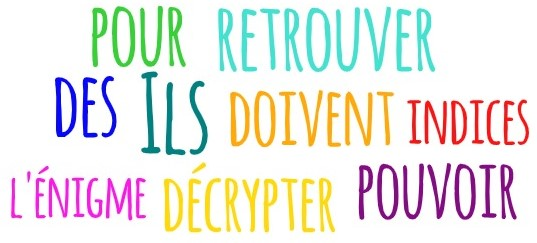 POUR RETROUVER
DES ILS DOIVENT INDICES
L'ÉNIGME DÉCRYPTER POUVOIR